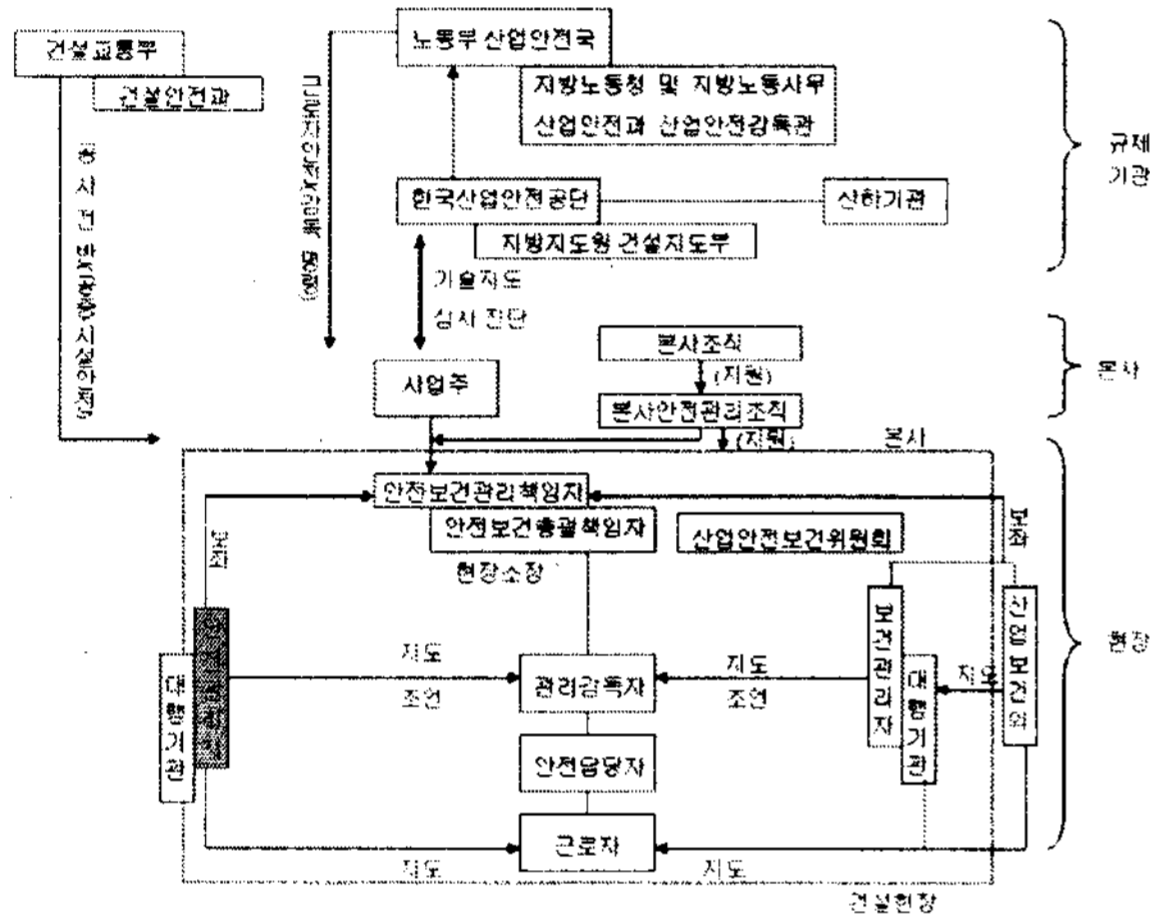 건설교통부
건설안전과
노동부 산업안전국
지방노동청 및 지방노동사무
산업안전과 산업안전감독관
규제
기관
한국산업안전공단
산하기관
지방지도원 건설지도부
기술지도
심사 진단
본사조직
(지원)
사업주
본사안전관리조직
(지원)
본사
본사
안전보건관리책임자
안전보건총괄책임자
산업안전보건위원회
현장소장
보좌
보좌
안전관리자
대행기관
지도
조언
관리감독자
지도
조언
보건관리자
대행기관
지도
산업보건의
현장
안전담당자
근로자
지도
지도
건설현장